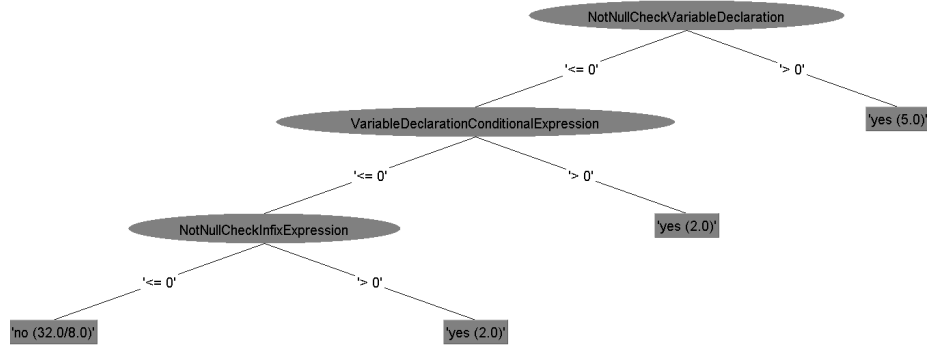 NotNullCheckVariableDeclaration
'<= 0'
'> 0'
VariableDeclarationConditionalExpression
'yes (5.0)'
'<= 0'
'> 0'
NotNullCheckInfixExpression
'yes (2.0)'
'<= 0'
'> 0'
'no (32.0/8.0)'
'yes (2.0)'